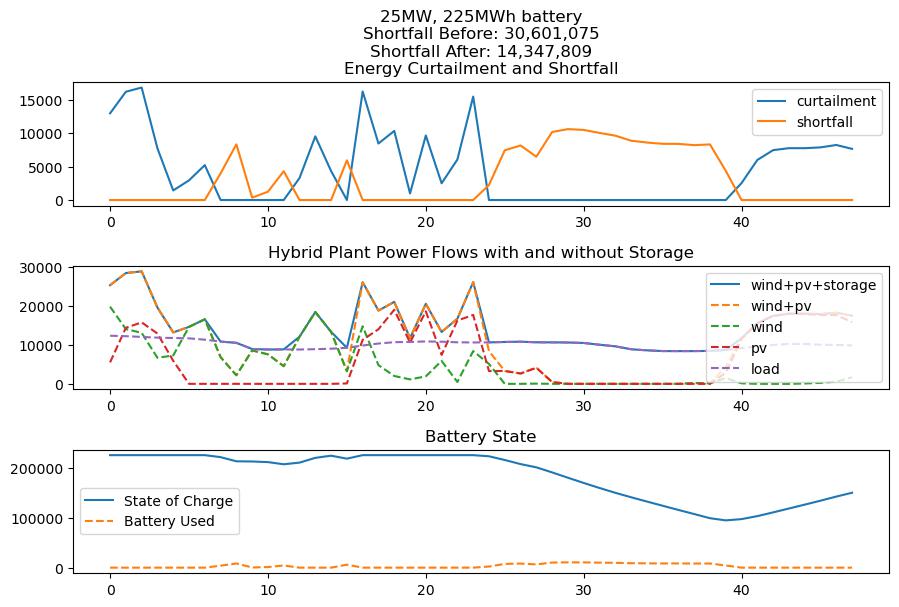 25MW, 225MWh battery
Shortfall Before: 30,601,075
Shortfall After: 14,347,809
Energy Curtailment and Shortfall
15000
10000
5000
0
curtailment
shortfall
0 10 20 30 40
Hybrid Plant Power Flows with and without Storage
30000
20000
10000
0
wind+pv+storage
wind+pv
wind
pv
load
0 10 20 30 40
Battery State
200000
100000
0
State of Charge
Battery Used
0 10 20 30 40